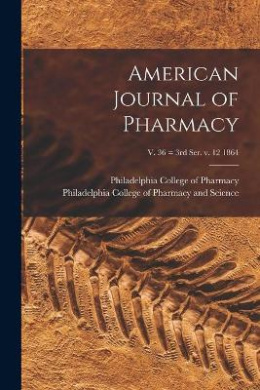 American
Journal of
Pharmacy
V. 36 = 3rd Ser. v. 12 1864
Philadelphia College of Pharmacy
Philadelphia College of Pharmacy and Science